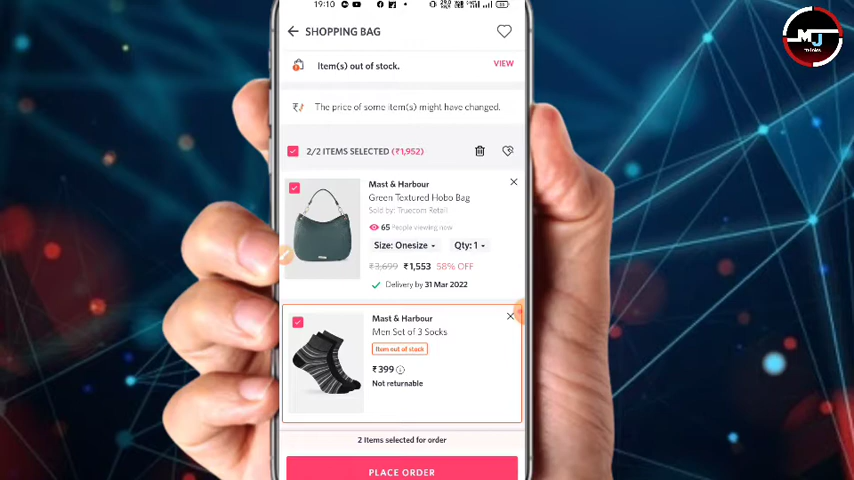 19:10
SHOPPING BAG
Item(s) out of stock.
VIEW
The price of some item(s) might have changed.
2/2 ITEMS SELECTED (₹1,952)
Mast & Harbour
Green Textured Hobo Bag
Sold by: Truecom Retail
65 People viewing now
Size: Onesize
Qty: 1
₹3,699 ₹1,553 58% OFF
Delivery by 31 Mar 2022
Mast & Harbour
Men Set of 3 Socks
Item out of stock
₹399
Not returnable
2 Items selected for order
PLACE ORDER
MJ